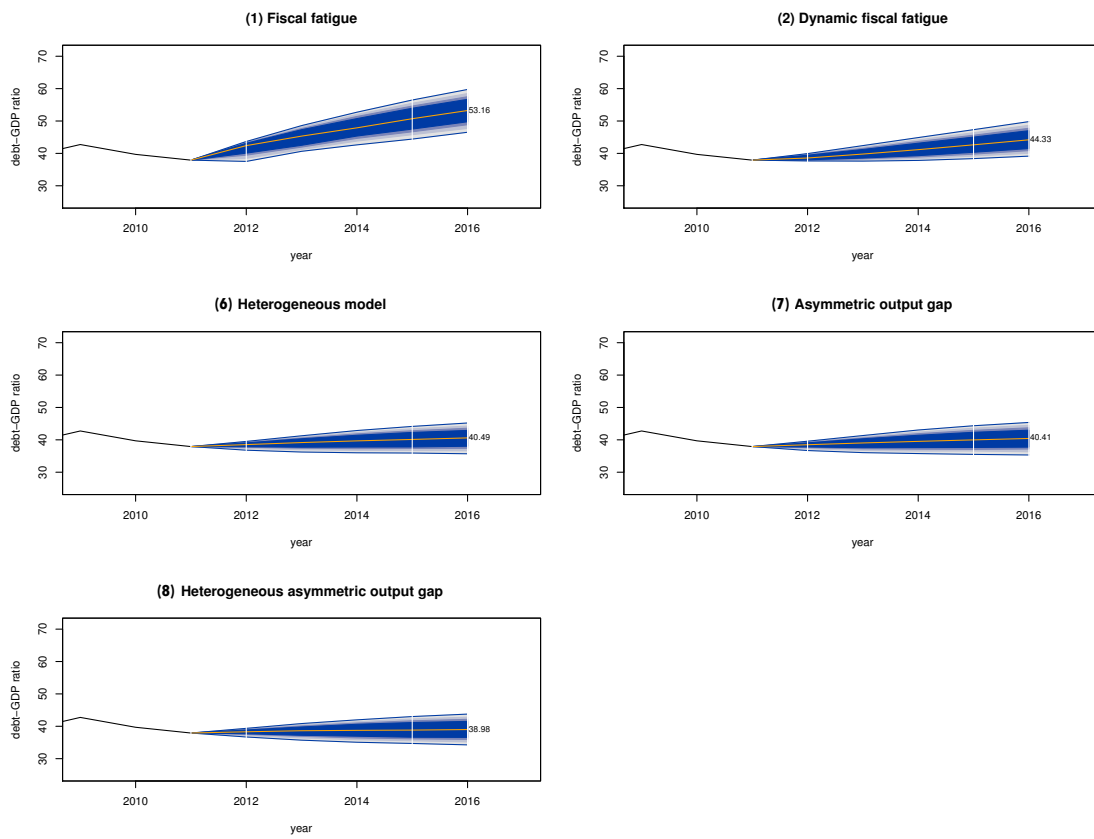 (1) Fiscal fatigue
debt−GDP ratio
70
60
50
40
30
53.16
2010 2012 2014 2016
year
(2) Dynamic fiscal fatigue
debt−GDP ratio
70
60
50
40
30
44.33
2010 2012 2014 2016
year
(6) Heterogeneous model
debt−GDP ratio
70
60
50
40
30
40.49
2010 2012 2014 2016
year
(7) Asymmetric output gap
debt−GDP ratio
70
60
50
40
30
40.41
2010 2012 2014 2016
year
(8) Heterogeneous asymmetric output gap
debt−GDP ratio
70
60
50
40
30
38.98
2010 2012 2014 2016
year